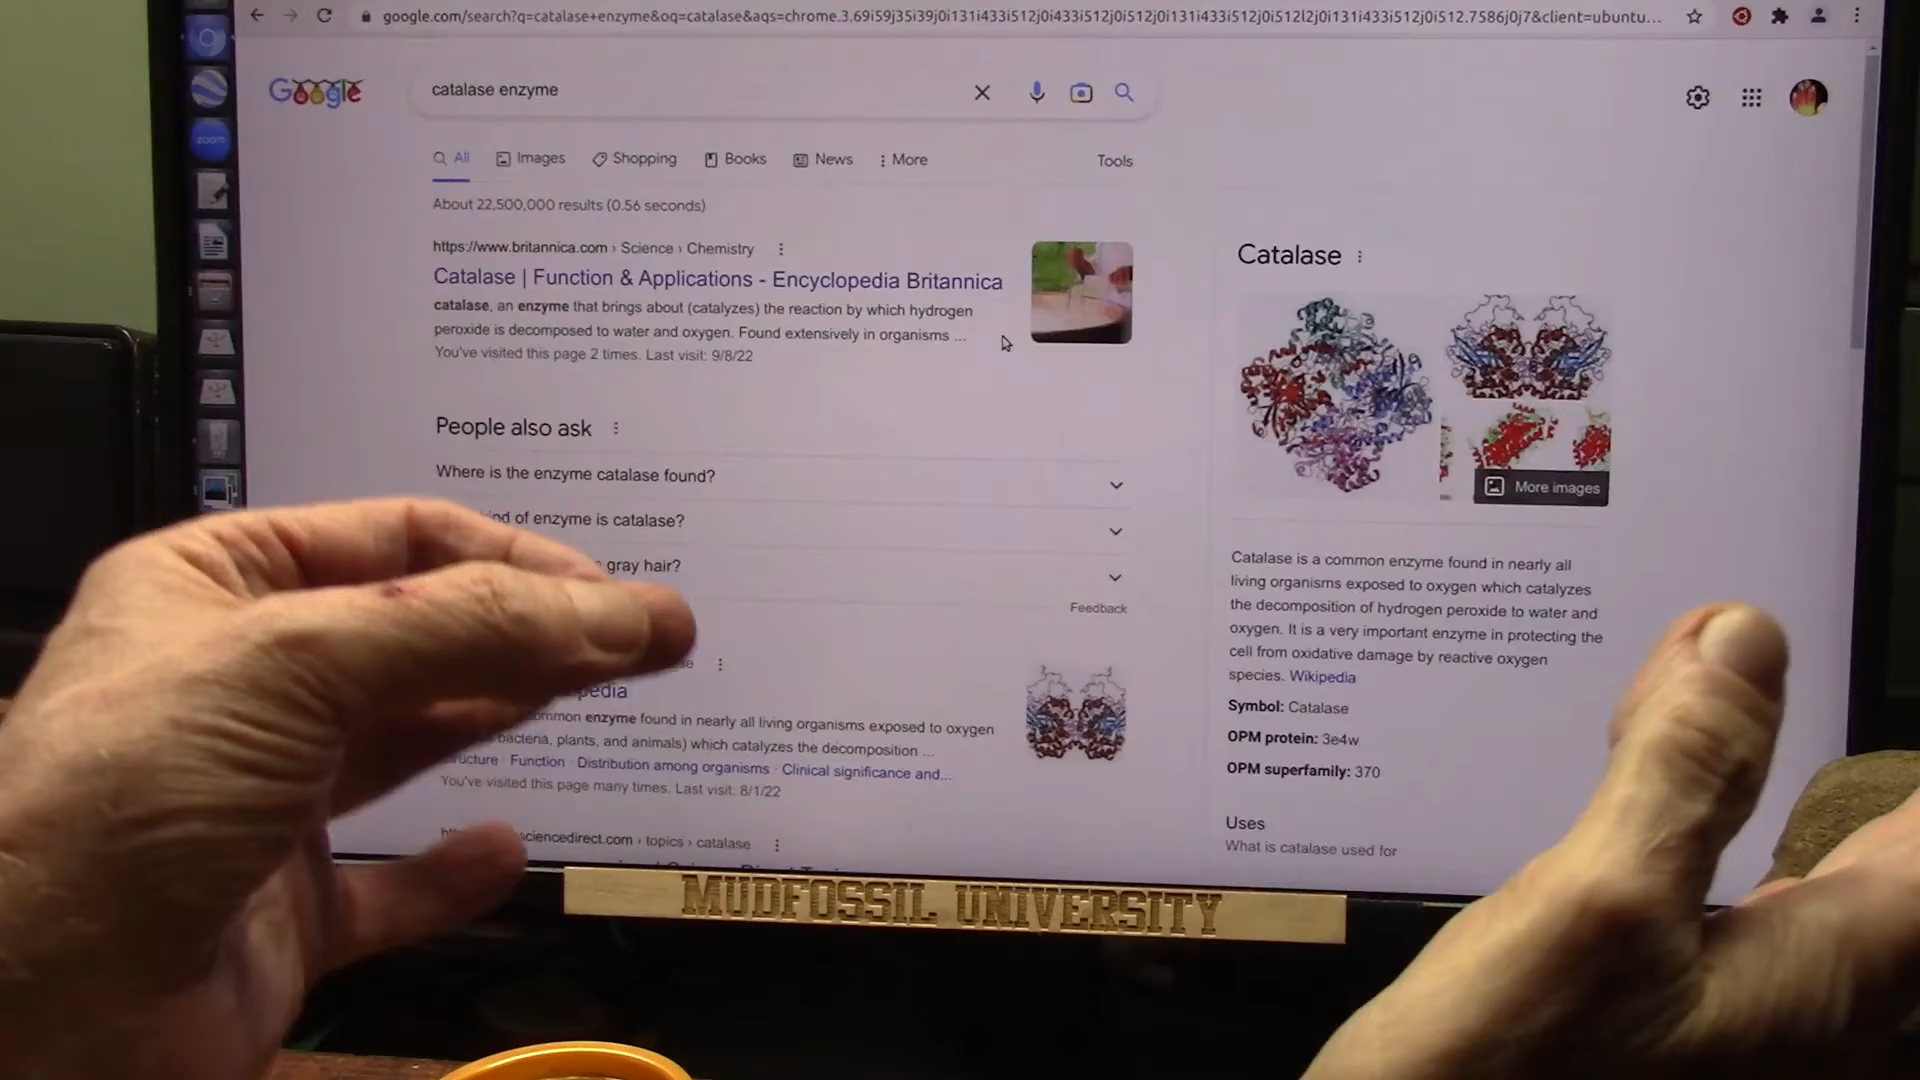 google.com/search?q=catalase+enzyme&oq=catalase&aqs=chrome.3.69i59j35i39j0i131i433i512j0i433i512j0i512j0i131i433i512j0i512l2j0i131i433i512j0i512.7586j0j7&client=ubuntu...
Google
catalase enzyme
zoom
All
Images
Shopping
Books
News
More
Tools
About 22,500,000 results (0.56 seconds)
https://www.britannica.com › Science › Chemistry
Catalase | Function & Applications - Encyclopedia Britannica
catalase, an enzyme that brings about (catalyzes) the reaction by which hydrogen
peroxide is decomposed to water and oxygen. Found extensively in organisms ...
You've visited this page 2 times. Last visit: 9/8/22
People also ask
Where is the enzyme catalase found?
of enzyme is catalase?
gray hair?
Feedback
enzyme found in nearly all living organisms exposed to oxygen
bacteria, plants, and animals) which catalyzes the decomposition ...
Function · Distribution among organisms · Clinical significance and...
You've visited this page many times. Last visit: 8/1/22
sciencedirect.com › topics › catalase
Catalase
More images
Catalase is a common enzyme found in nearly all
living organisms exposed to oxygen which catalyzes
the decomposition of hydrogen peroxide to water and
oxygen. It is a very important enzyme in protecting the
cell from oxidative damage by reactive oxygen
species. Wikipedia
Symbol: Catalase
OPM protein: 3e4w
OPM superfamily: 370
Uses
What is catalase used for
MUDFOSSIL UNIVERSITY